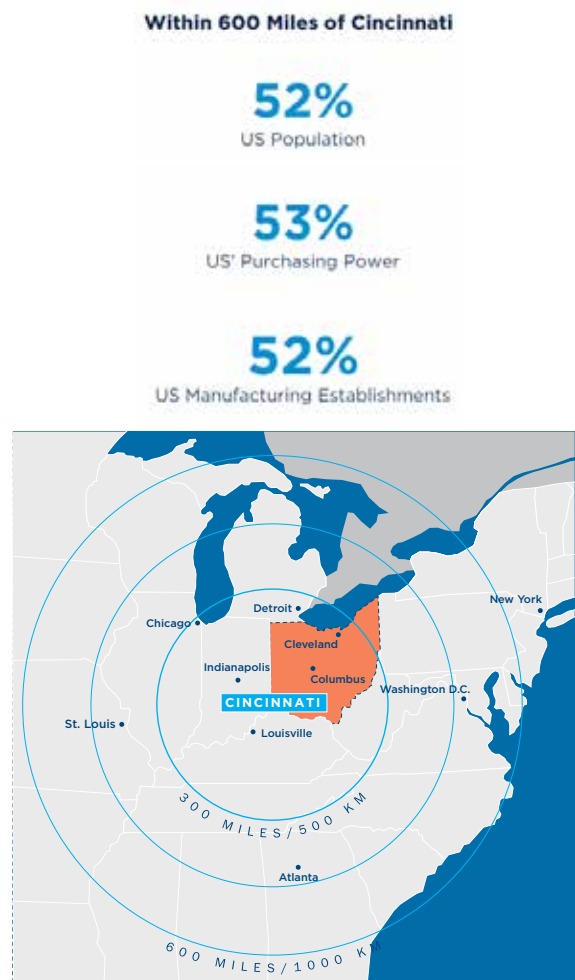 Within 600 Miles of Cincinnati
52%
US Population
53%
US' Purchasing Power
52%
US Manufacturing Establishments
New York
Detroit
Chicago
Cleveland
Indianapolis
Columbus
Washington D.C.
CINCINNATI
St. Louis
Louisville
300 MILES/500 KM
Atlanta
600 MILES/1000 KM